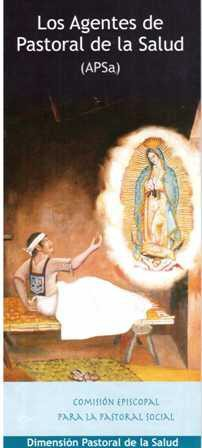 Los Agentes de
Pastoral de la Salud
(APSa)
COMISIÓN EPISCOPAL
PARA LA PASTORAL SOCIAL
Dimensión Pastoral de la Salud